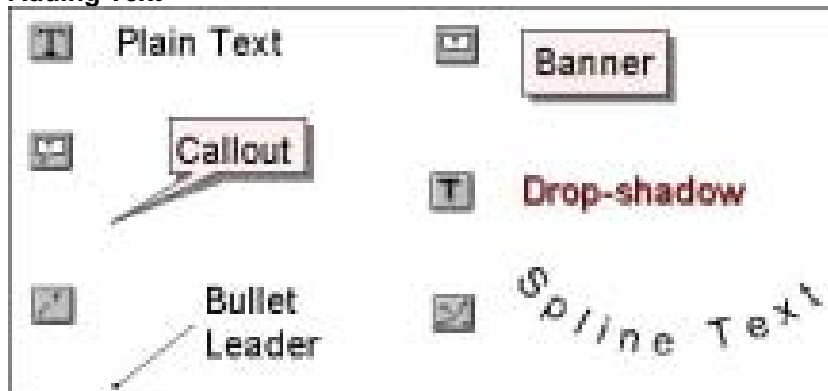 Adding Text
Plain Text
Banner
Callout
Drop-shadow
Bullet
Leader
Spline Text